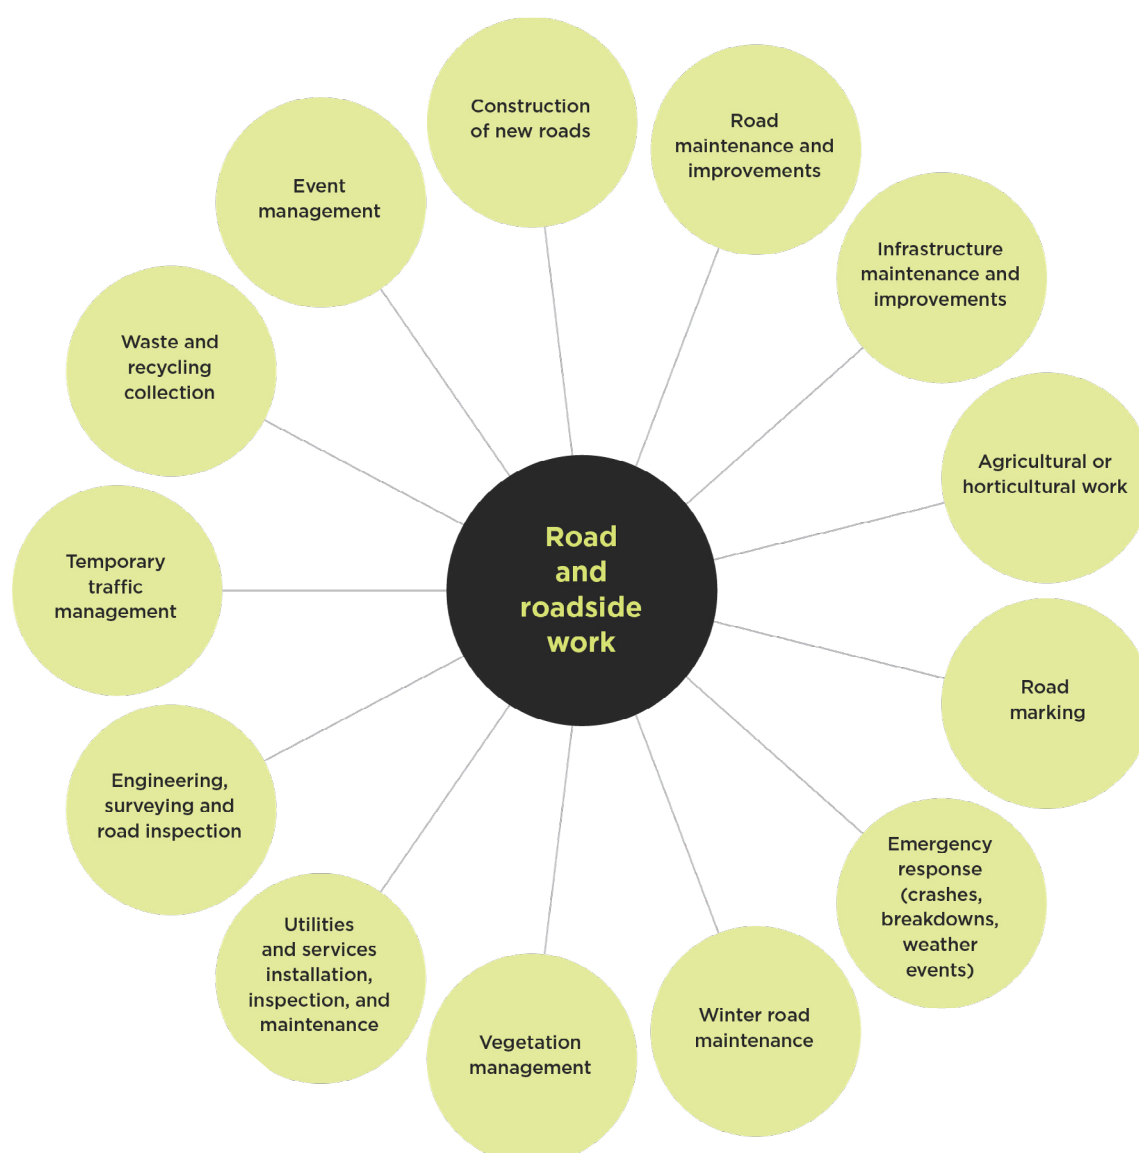 Construction
of new roads
Road
maintenance and
improvements
Infrastructure
maintenance and
improvements
Agricultural or
horticultural work
Road
marking
Emergency
response
(crashes,
breakdowns,
weather
events)
Winter road
maintenance
Vegetation
management
Utilities
and services
installation,
inspection, and
maintenance
Engineering,
surveying and
road inspection
Temporary
traffic
management
Waste and
recycling
collection
Event
management
Road
and
roadside
work